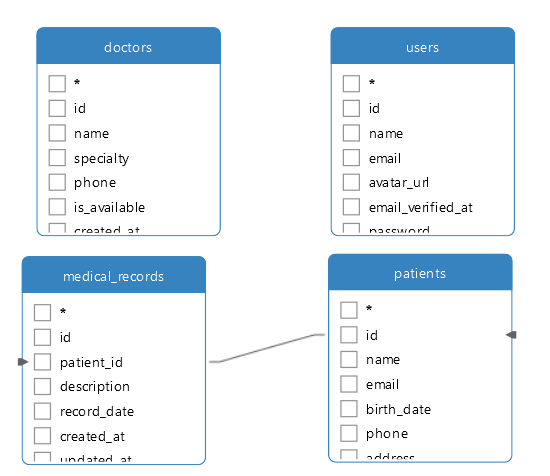 doctors
*
id
name
specialty
phone
is_available
created_at
users
*
id
name
email
avatar_url
email_verified_at
password
medical_records
*
id
patient_id
description
record_date
created_at
updated_at
patients
*
id
name
email
birth_date
phone
address